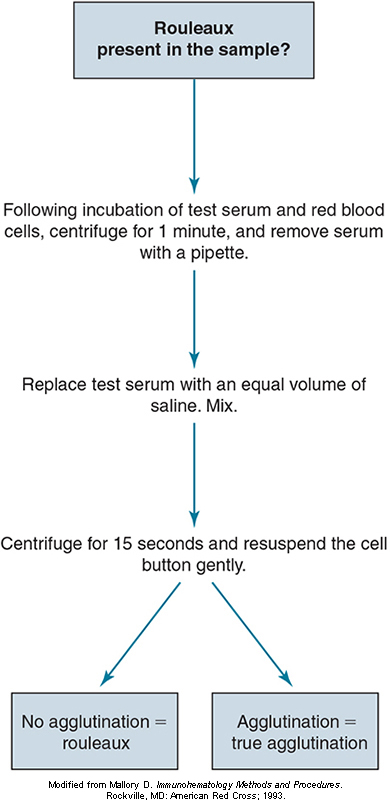 Rouleaux
present in the sample?
Following incubation of test serum and red blood
cells, centrifuge for 1 minute, and remove serum
with a pipette.
Replace test serum with an equal volume of
saline. Mix.
Centrifuge for 15 seconds and resuspend the cell
button gently.
No agglutination =
rouleaux
Agglutination =
true agglutination
Modified from Mallory D. Immunohematology Methods and Procedures.
Rockville, MD: American Red Cross; 1993.